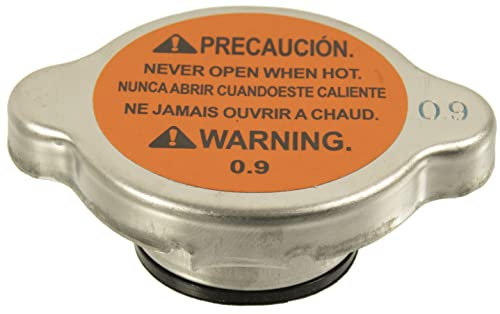 ⚠ PRECAUCIÓN.
NEVER OPEN WHEN HOT.
NUNCA ABRIR CUANDOESTE CALIENTE
NE JAMAIS OUVRIR A CHAUD.
⚠ WARNING.
0.9
0.9